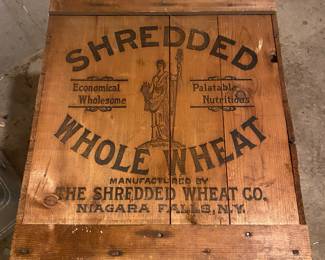 SHREDDED
Economical
Wholesome
Palatable
Nutritious
WHOLE WHEAT
MANUFACTURED BY
THE SHREDDED WHEAT CO.
NIAGARA FALLS, N.Y.